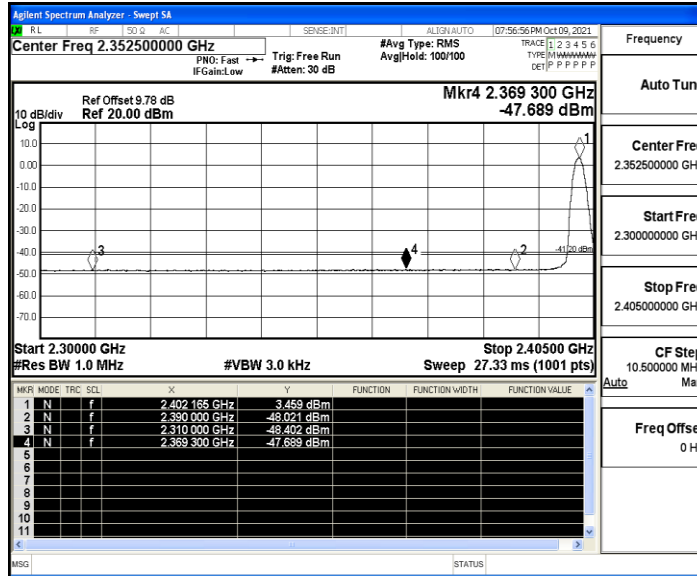 Agilent Spectrum Analyzer - Swept SA
RL RF 50 Ω AC SENSE:INT ALIGN AUTO 07:56:56 PM Oct 09, 2021
Center Freq 2.352500000 GHz
PNO: Fast
IFGain:Low
Trig: Free Run
#Atten: 30 dB
#Avg Type: RMS
Avg|Hold: 100/100
TRACE 1 2 3 4 5 6
TYPE M W W W W W
DET P P P P P P
Frequency
Auto Tun
Center Fre
2.352500000 GH
Start Fre
2.300000000 GH
Stop Fre
2.405000000 GH
CF Step
10.500000 MH
Auto Ma
Freq Offse
0 H
Ref Offset 9.78 dB
10 dB/div Ref 20.00 dBm
Log
Mkr4 2.369 300 GHz
-47.689 dBm
10.0
0.00
-10.0
-20.0
-30.0
-40.0
-50.0
-60.0
-70.0
1
3
4
2
-41.20 dBm
Start 2.30000 GHz Stop 2.40500 GHz
#Res BW 1.0 MHz #VBW 3.0 kHz Sweep 27.33 ms (1001 pts)
MKR MODE TRC SCL X Y FUNCTION FUNCTION WIDTH FUNCTION VALUE
1 N f 2.402 165 GHz 3.459 dBm
2 N f 2.390 000 GHz -48.021 dBm
3 N f 2.310 000 GHz -48.402 dBm
4 N f 2.369 300 GHz -47.689 dBm
5
6
7
8
9
10
11
MSG STATUS